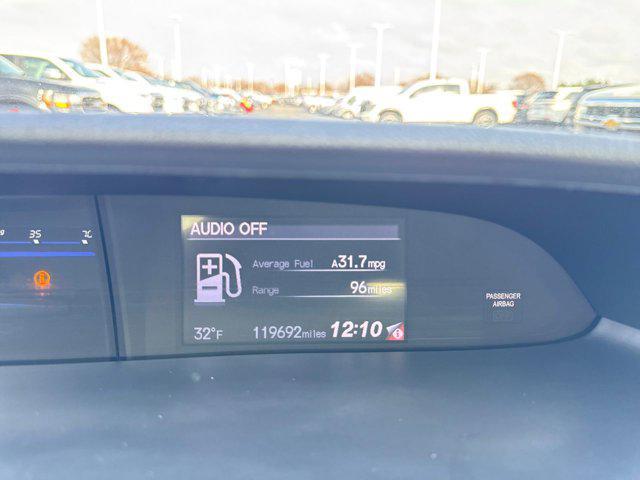 AUDIO OFF
35
Average Fuel A31.7mpg
Range 96miles
32°F 119692miles 12:10
PASSENGER
AIRBAG